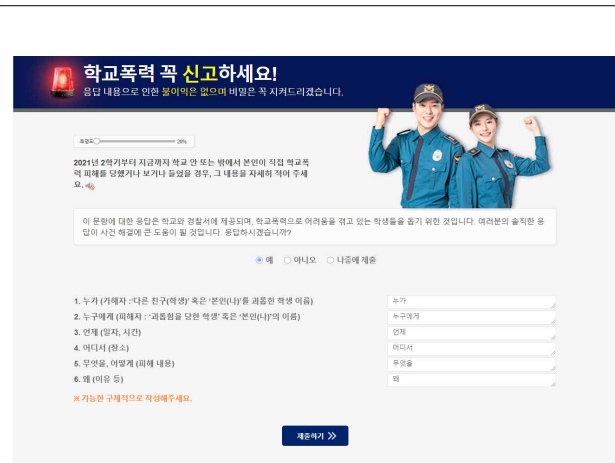 학교폭력 꼭 신고하세요!
응답 내용으로 인한 불이익은 없으며 비밀은 꼭 지켜드리겠습니다.
26%
2021년 2학기부터 지금까지 학교 안 또는 밖에서 본인이 직접 학교폭
력 피해를 당했거나 보거나 들었을 경우, 그 내용을 자세히 적어 주세
요.
이 문항에 대한 응답은 학교와 경찰서에 제공되며, 학교폭력으로 어려움을 겪고 있는 학생들을 돕기 위한 것입니다. 여러분의 솔직한 응
답이 사건 해결에 큰 도움이 될 것입니다. 응답하시겠습니까?
예 아니오 나중에 제출
1. 누가 (가해자 :‘다른 친구(학생)’ 혹은 ‘본인(나)’를 괴롭힌 학생 이름) 누가
2. 누구에게 (피해자 : ‘괴롭힘을 당한 학생’ 혹은 ‘본인(나)’의 이름) 누구에게
3. 언제 (일자, 시간) 언제
4. 어디서 (장소) 어디서
5. 무엇을, 어떻게 (피해 내용) 무엇을
6. 왜 (이유 등) 왜
※ 가능한 구체적으로 작성해주세요.
제출하기